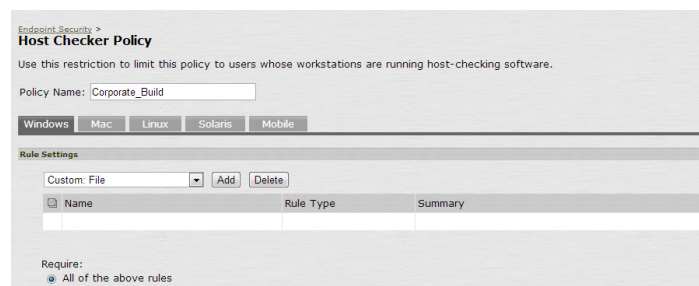 Endpoint Security >
Host Checker Policy
Use this restriction to limit this policy to users whose workstations are running host-checking software.
Policy Name: Corporate_Build
Windows Mac Linux Solaris Mobile
Rule Settings
Custom: File Add Delete
Name Rule Type Summary
Require:
All of the above rules